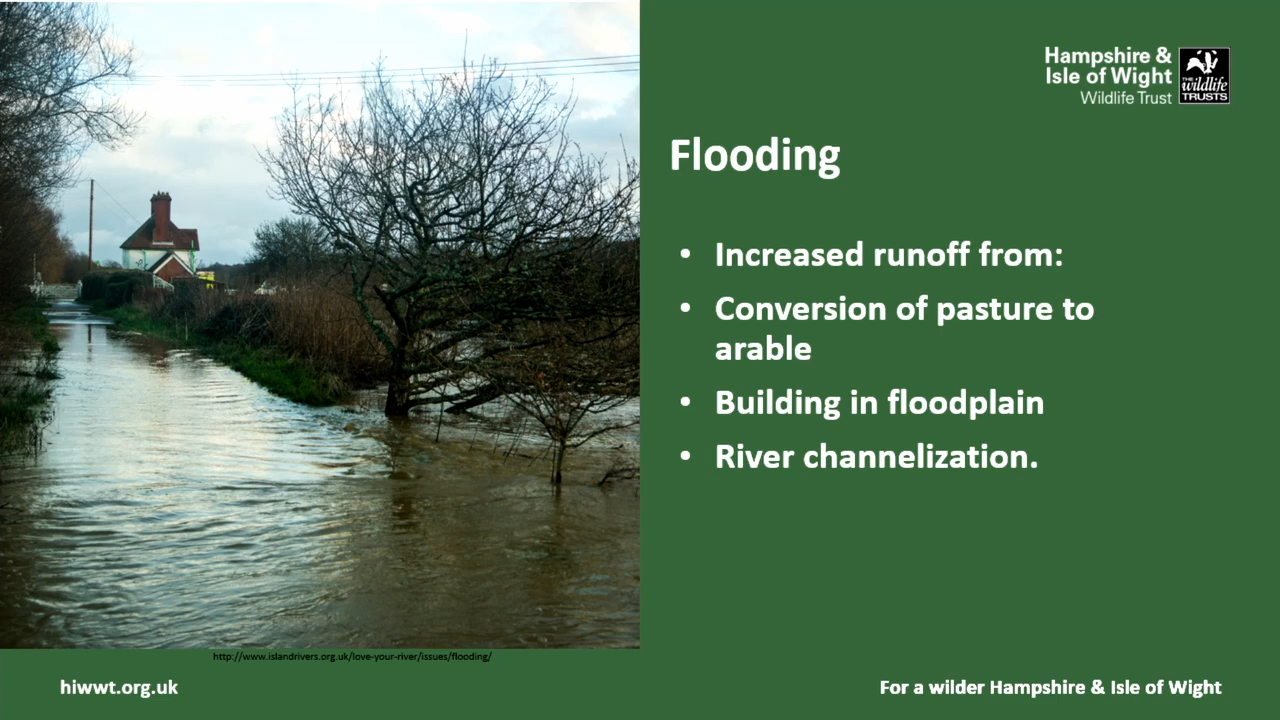 Hampshire &
Isle of Wight
Wildlife Trust
THE
wildlife
TRUSTS
Flooding
• Increased runoff from:
• Conversion of pasture to
arable
• Building in floodplain
• River channelization.
http://www.islandrivers.org.uk/love-your-river/issues/flooding/
hiwwt.org.uk
For a wilder Hampshire & Isle of Wight